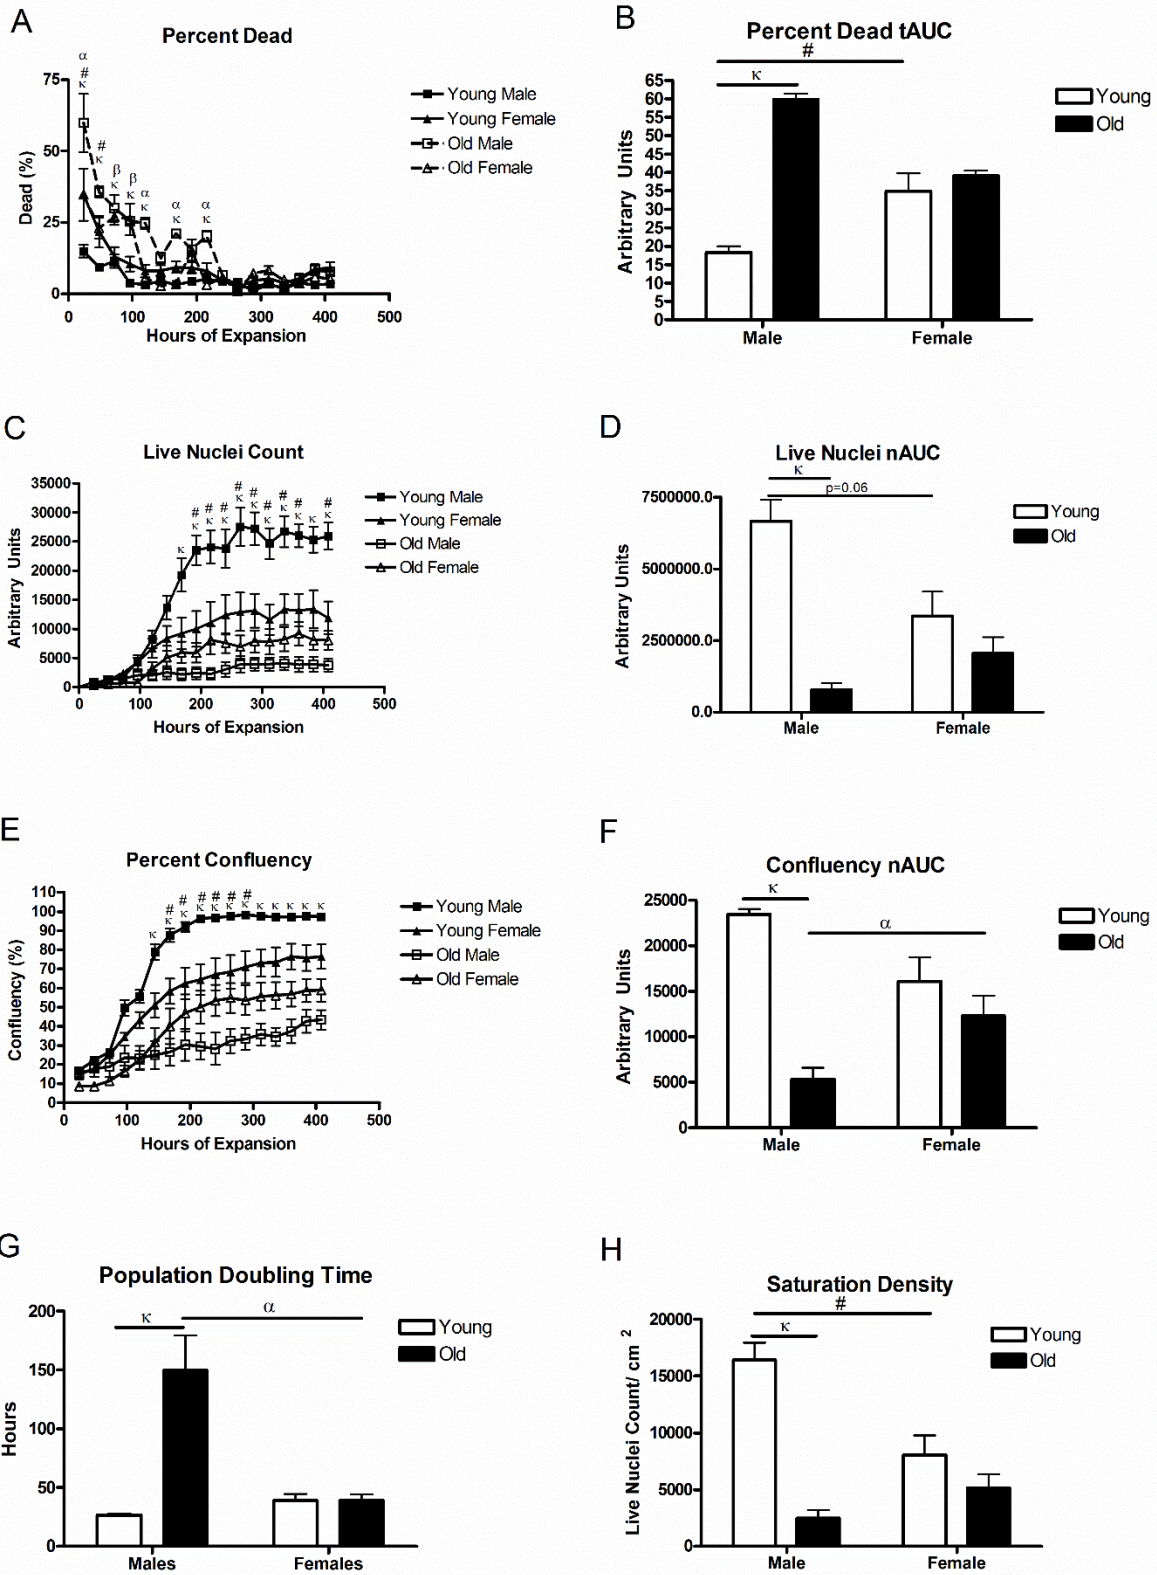 A
Percent Dead
α
#
κ
#
κ
β
κ
β
κ
α
κ
α
κ
α
κ
75
50
25
0
Dead (%)
0 100 200 300 400 500
Hours of Expansion
Young Male
Young Female
Old Male
Old Female
B
Percent Dead tAUC
#
κ
65
60
55
50
45
40
35
30
25
20
15
10
5
0
Arbitrary Units
Male Female
Young
Old
C
Live Nuclei Count
# # # # # # # # #
κ κ κ κ κ κ κ κ κ κ κ
35000
30000
25000
20000
15000
10000
5000
0
Arbitrary Units
0 100 200 300 400 500
Hours of Expansion
Young Male
Young Female
Old Male
Old Female
D
Live Nuclei nAUC
κ
p=0.06
7500000.0
5000000.0
2500000.0
0.0
Arbitrary Units
Male Female
Young
Old
E
Percent Confluency
# # # # # #
κ κ κ κ κ κ κ κ κ κ κ κ
110
100
90
80
70
60
50
40
30
20
10
0
Confluency (%)
0 100 200 300 400 500
Hours of Expansion
Young Male
Young Female
Old Male
Old Female
F
Confluency nAUC
κ
α
25000
20000
15000
10000
5000
0
Arbitrary Units
Male Female
Young
Old
G
Population Doubling Time
κ
α
200
150
100
50
0
Hours
Males Females
Young
Old
H
Saturation Density
#
κ
20000
15000
10000
5000
0
Live Nuclei Count/ cm 2
Male Female
Young
Old